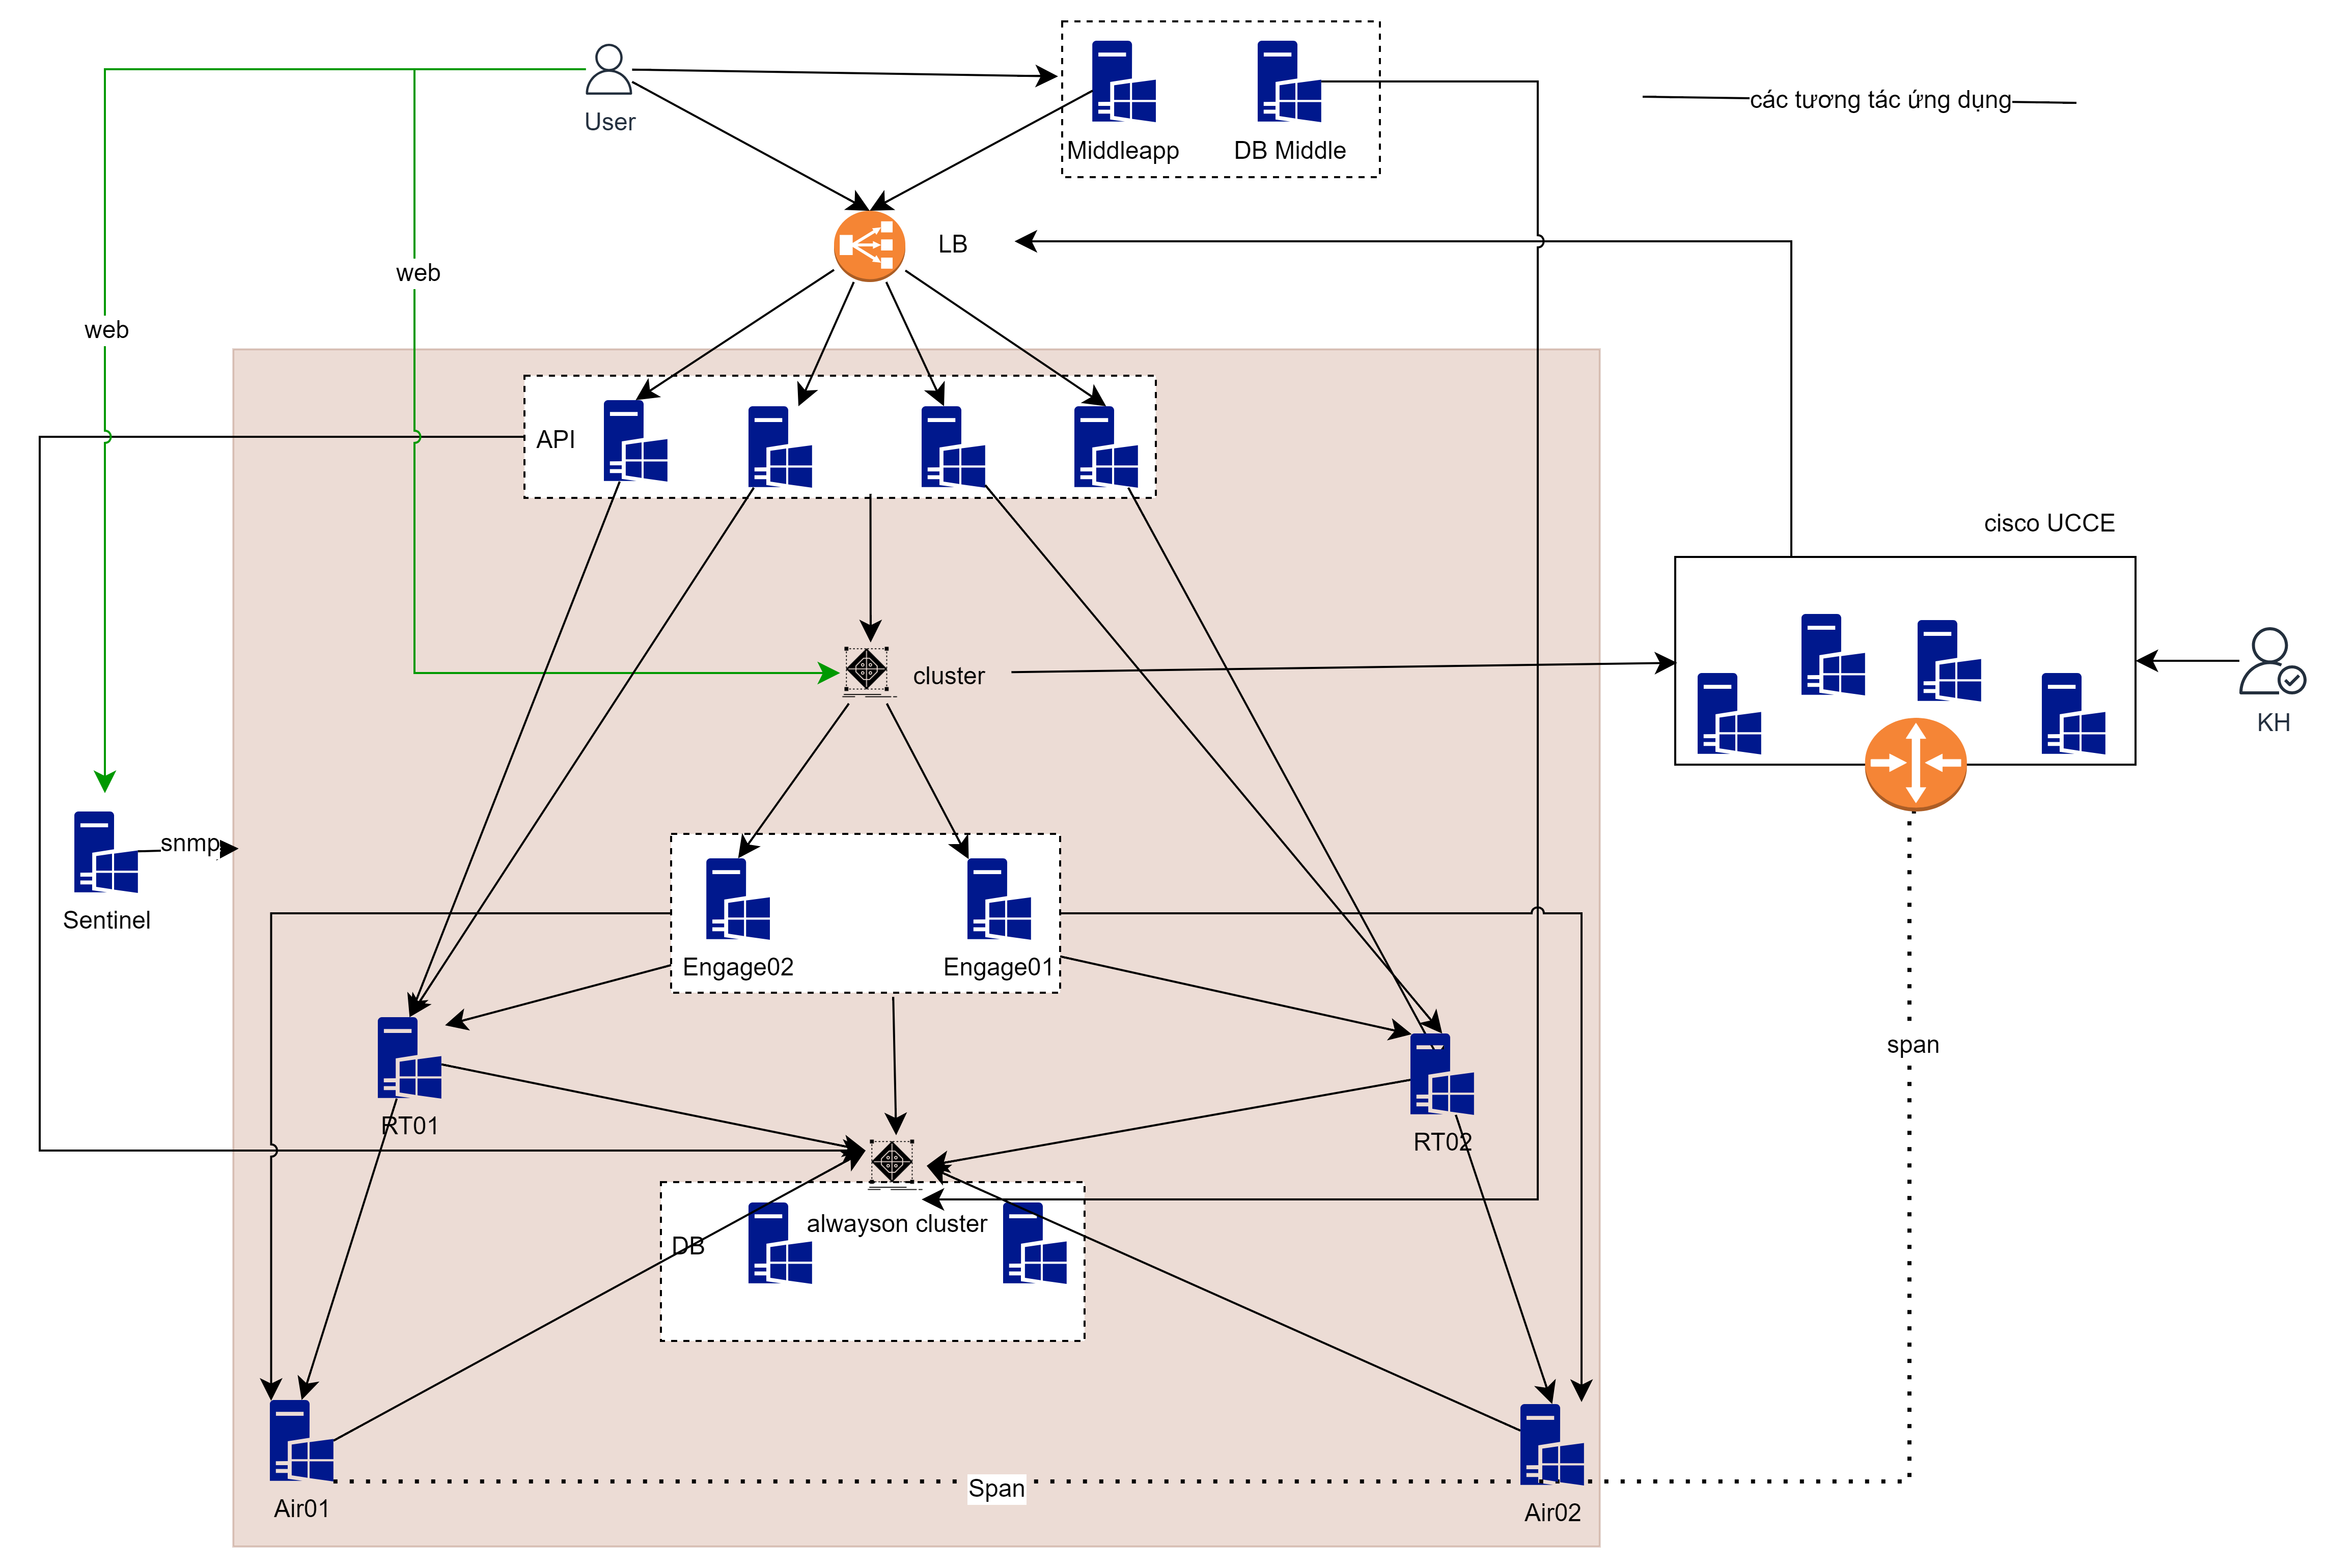 User
Middleapp
DB Middle
các tương tác ứng dụng
LB
web
web
API
cisco UCCE
cluster
KH
snmp
Sentinel
Engage02
Engage01
span
RT01
RT02
alwayson cluster
DB
Span
Air01
Air02